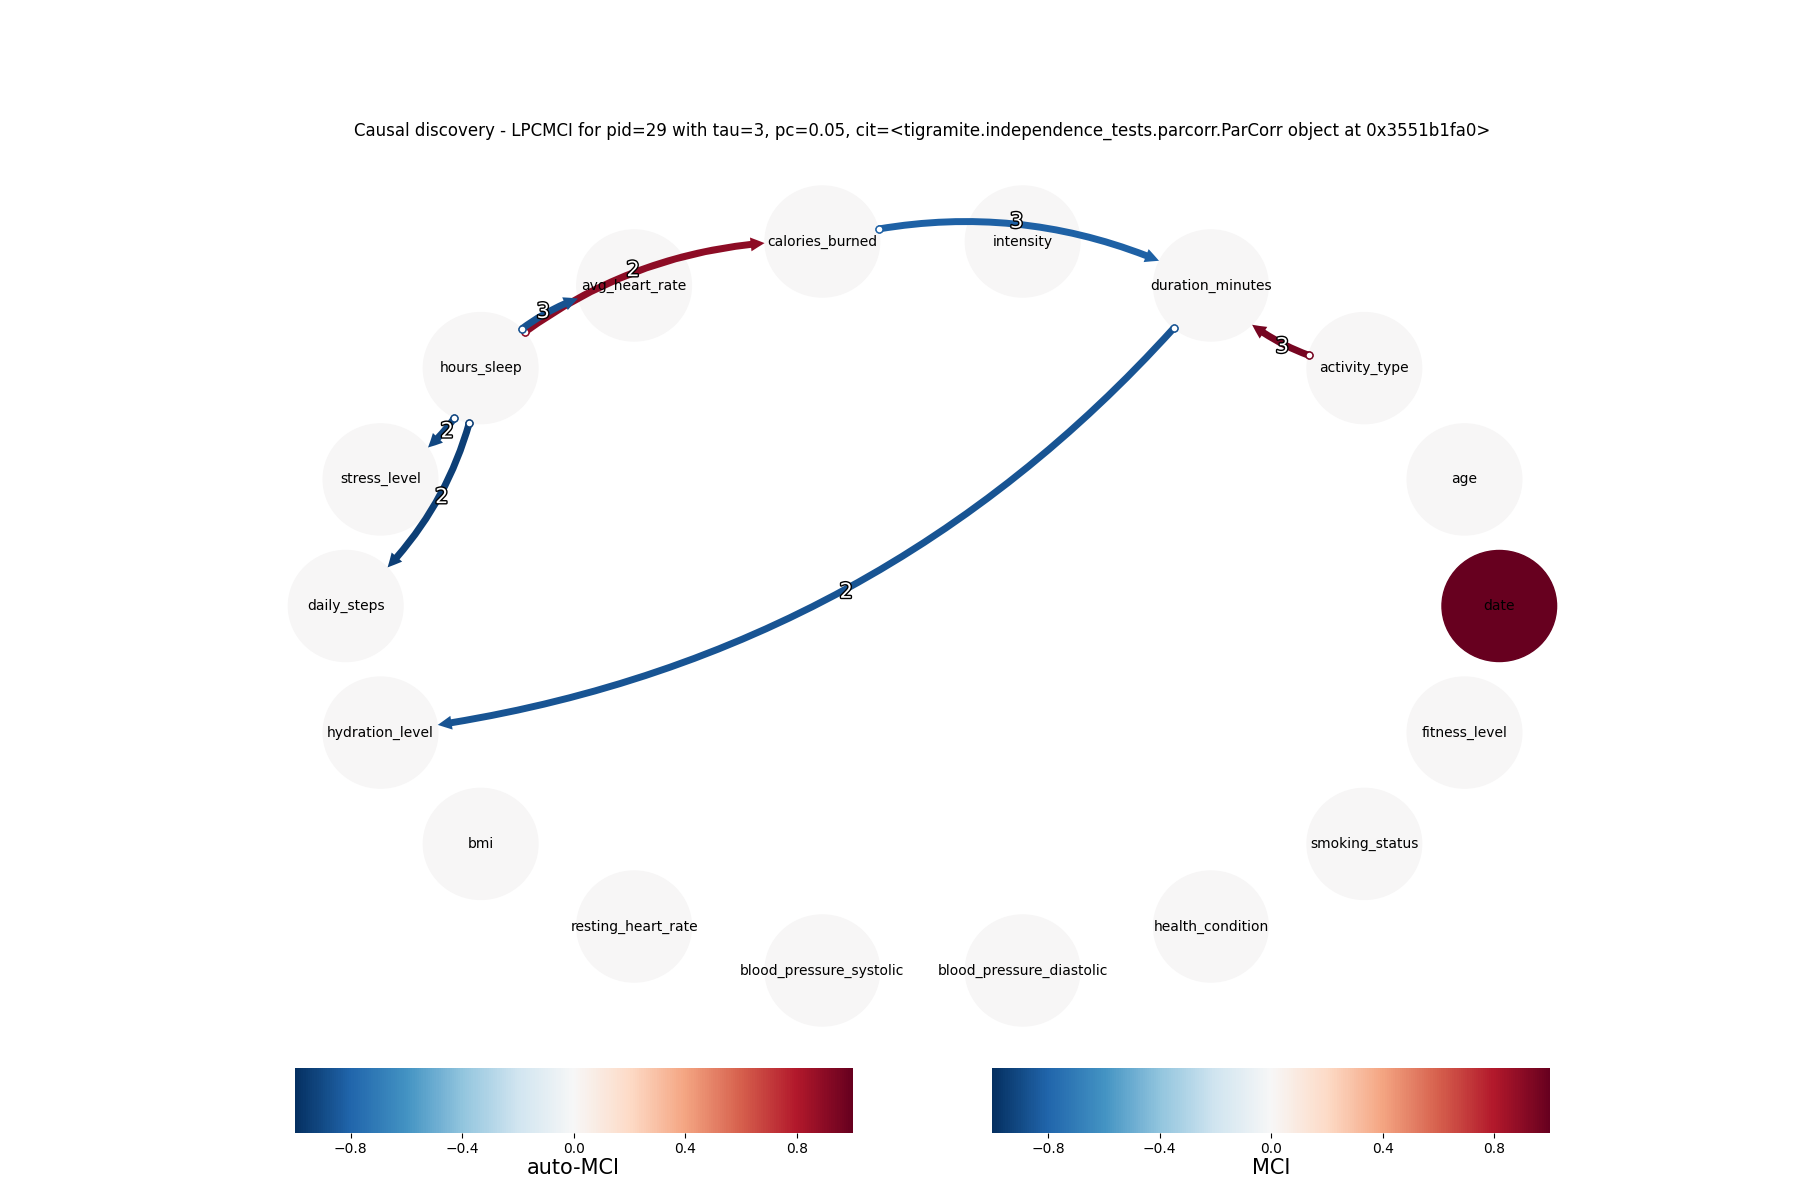 Causal discovery - LPCMCI for pid=29 with tau=3, pc=0.05, cit=<tigramite.independence_tests.parcorr.ParCorr object at 0x3551b1fa0>
3
calories_burned
intensity
2
avg_heart_rate
duration_minutes
3
3
hours_sleep
activity_type
2
stress_level
age
2
2
daily_steps
date
hydration_level
fitness_level
bmi
smoking_status
resting_heart_rate
health_condition
blood_pressure_systolic
blood_pressure_diastolic
−0.8 −0.4 0.0 0.4 0.8
auto-MCI
−0.8 −0.4 0.0 0.4 0.8
MCI